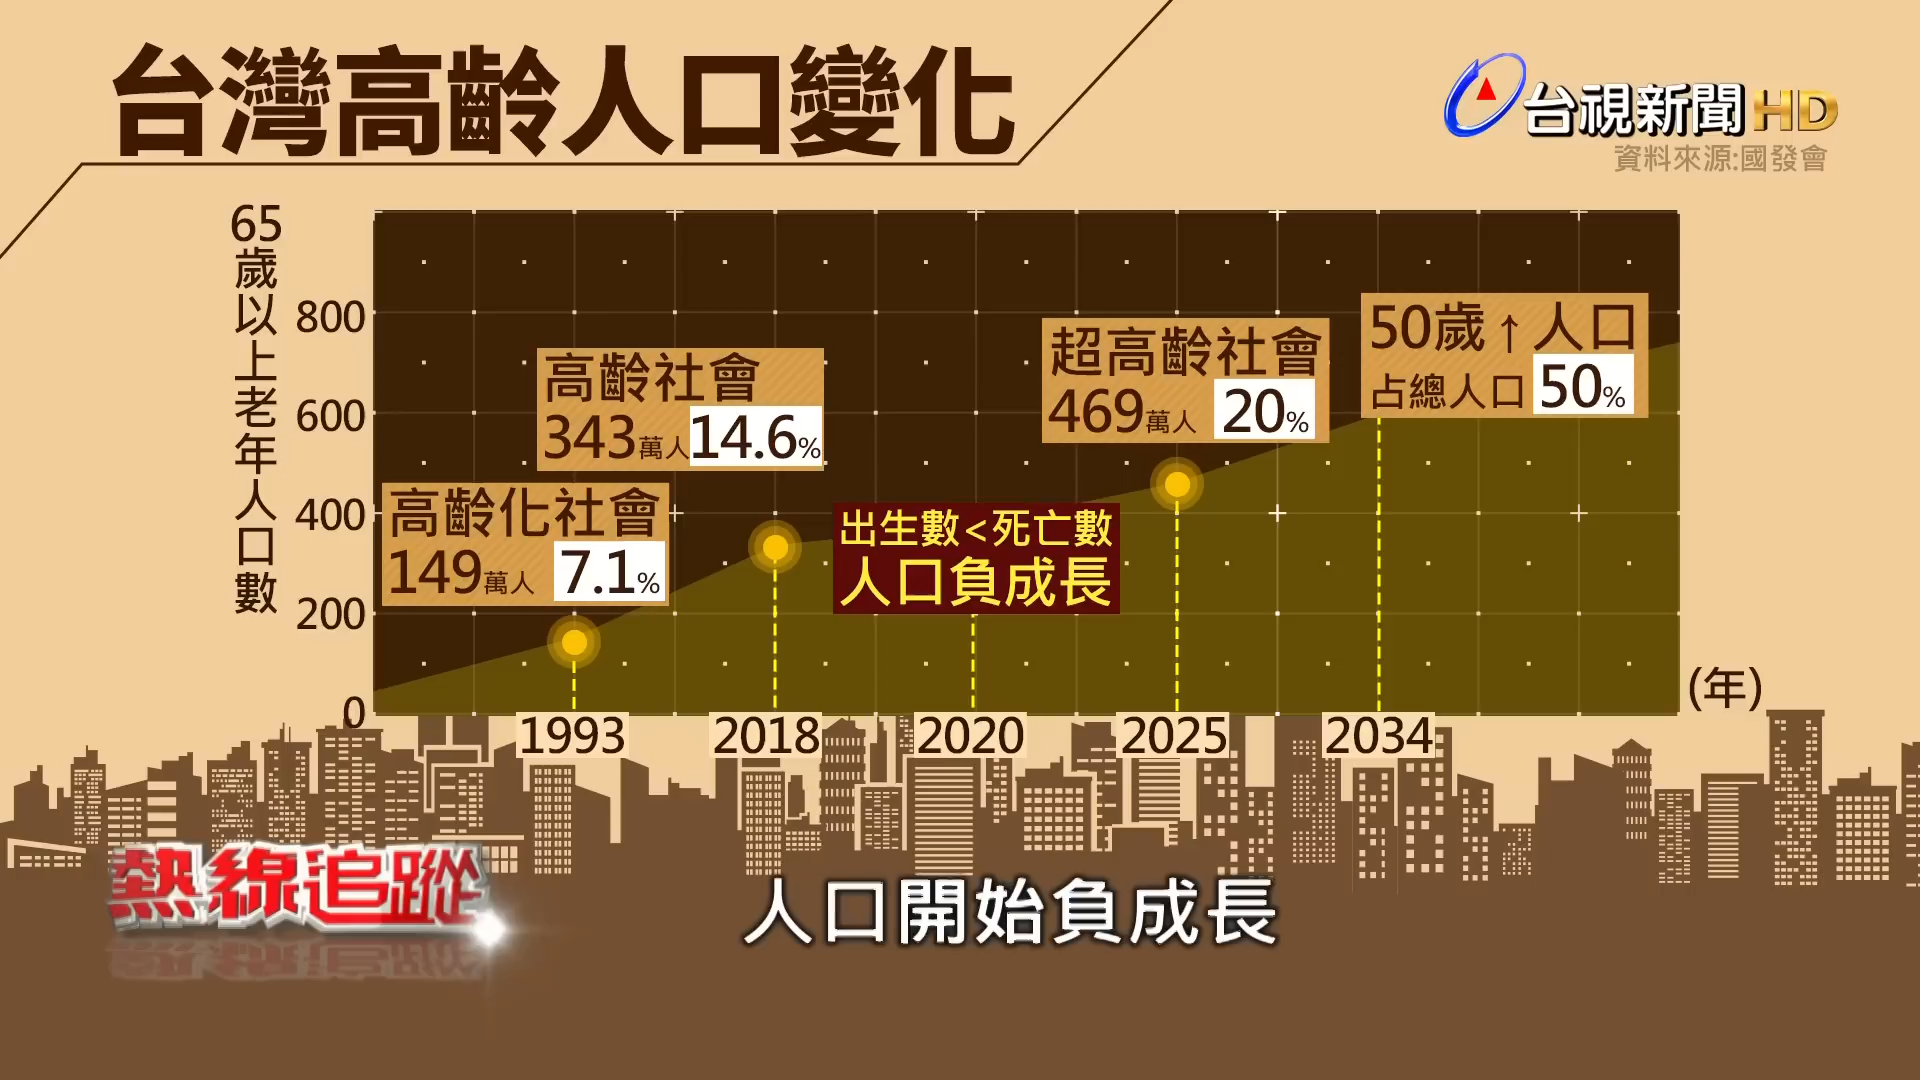 台灣高齡人口變化
台視新聞HD
資料來源:國發會
65歲以上老年人口數
800
600
400
200
0
高齡化社會
149萬人 7.1%
高齡社會
343萬人 14.6%
出生數<死亡數
人口負成長
超高齡社會
469萬人 20%
50歲↑人口
占總人口 50%
1993
2018
2020
2025
2034
(年)
熱線追蹤
人口開始負成長